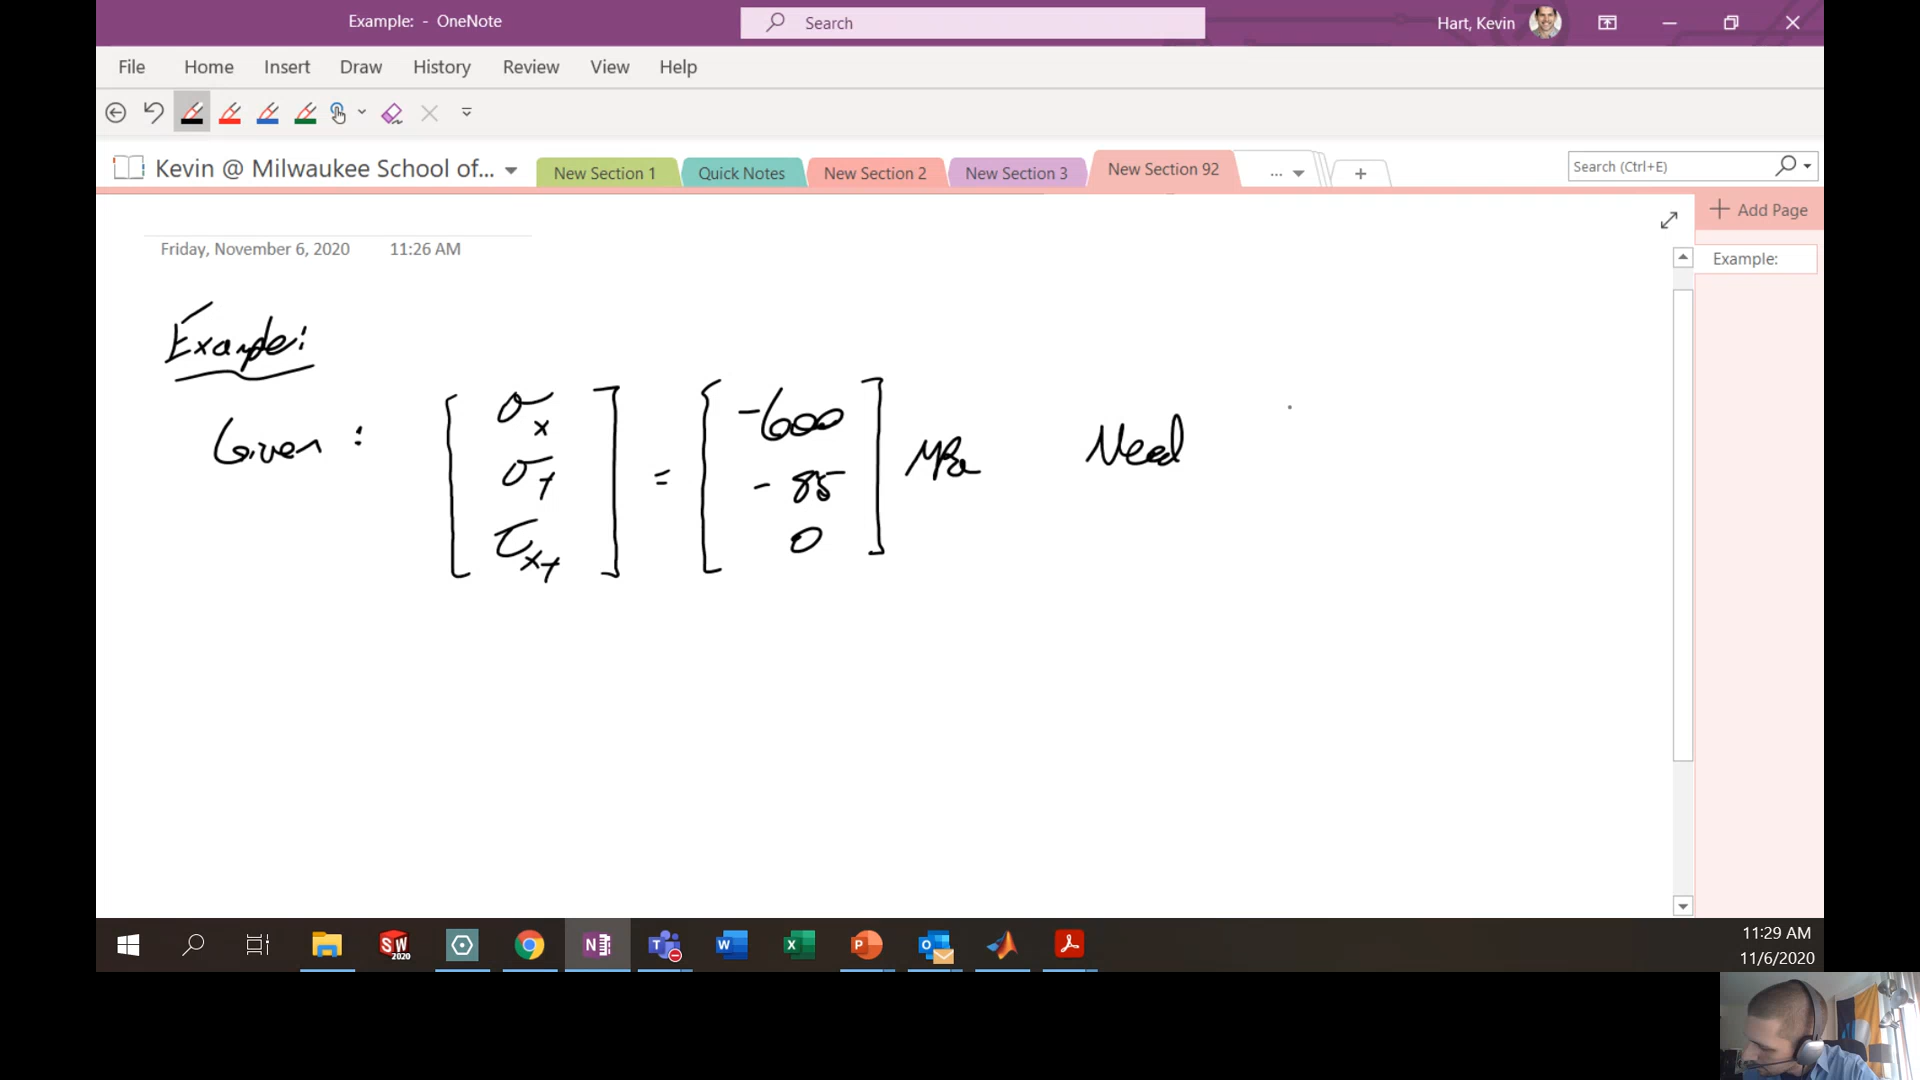 Example: - OneNote
Search
Hart, Kevin
File Home Insert Draw History Review View Help
Kevin @ Milwaukee School of...
New Section 1 Quick Notes New Section 2 New Section 3 New Section 92 ...
Search (Ctrl+E)
Add Page
Example:
Friday, November 6, 2020 11:26 AM
Example:
Given : [ σx = [ -600
σy - 85 MPa Need
τxy ] 0 ]
SW 2020 N T W X P O
11:29 AM
11/6/2020